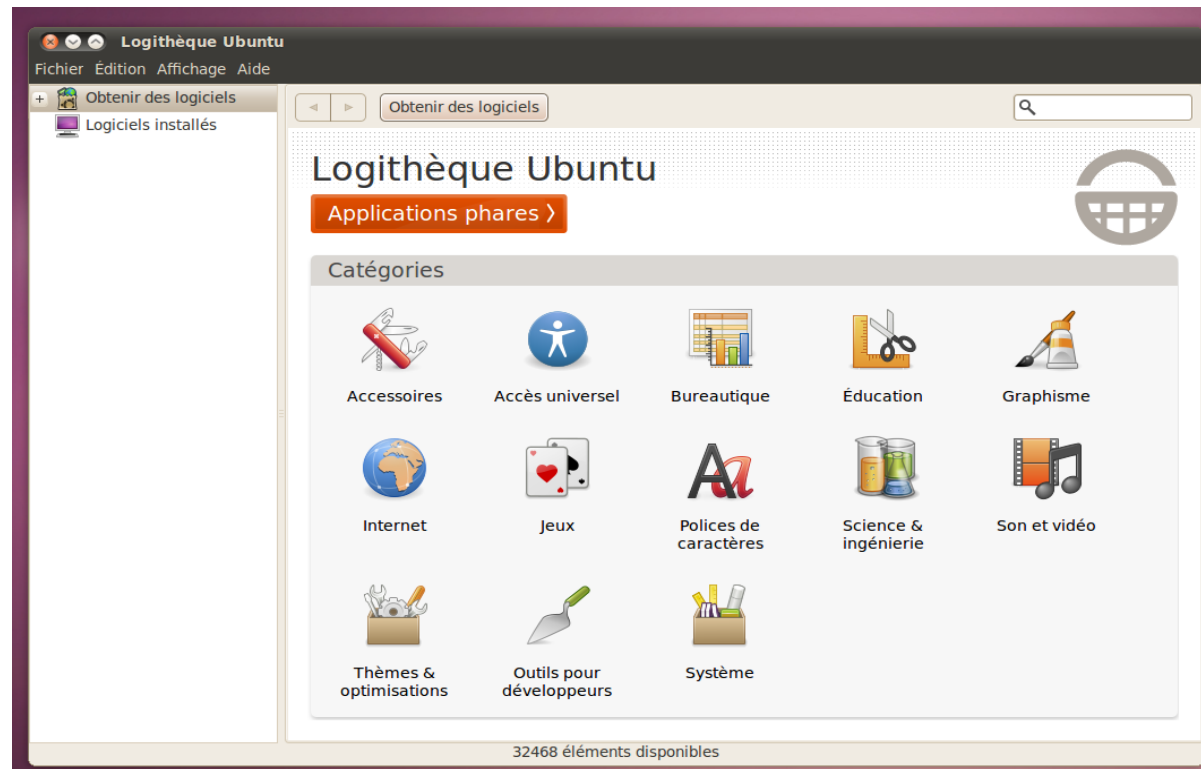 Logithèque Ubuntu
Fichier Édition Affichage Aide
Obtenir des logiciels
Logiciels installés
Obtenir des logiciels
Logithèque Ubuntu
Applications phares
Catégories
Accessoires
Accès universel
Bureautique
Éducation
Graphisme
Internet
Jeux
Polices de
caractères
Science &
ingénierie
Son et vidéo
Thèmes &
optimisations
Outils pour
développeurs
Système
32468 éléments disponibles